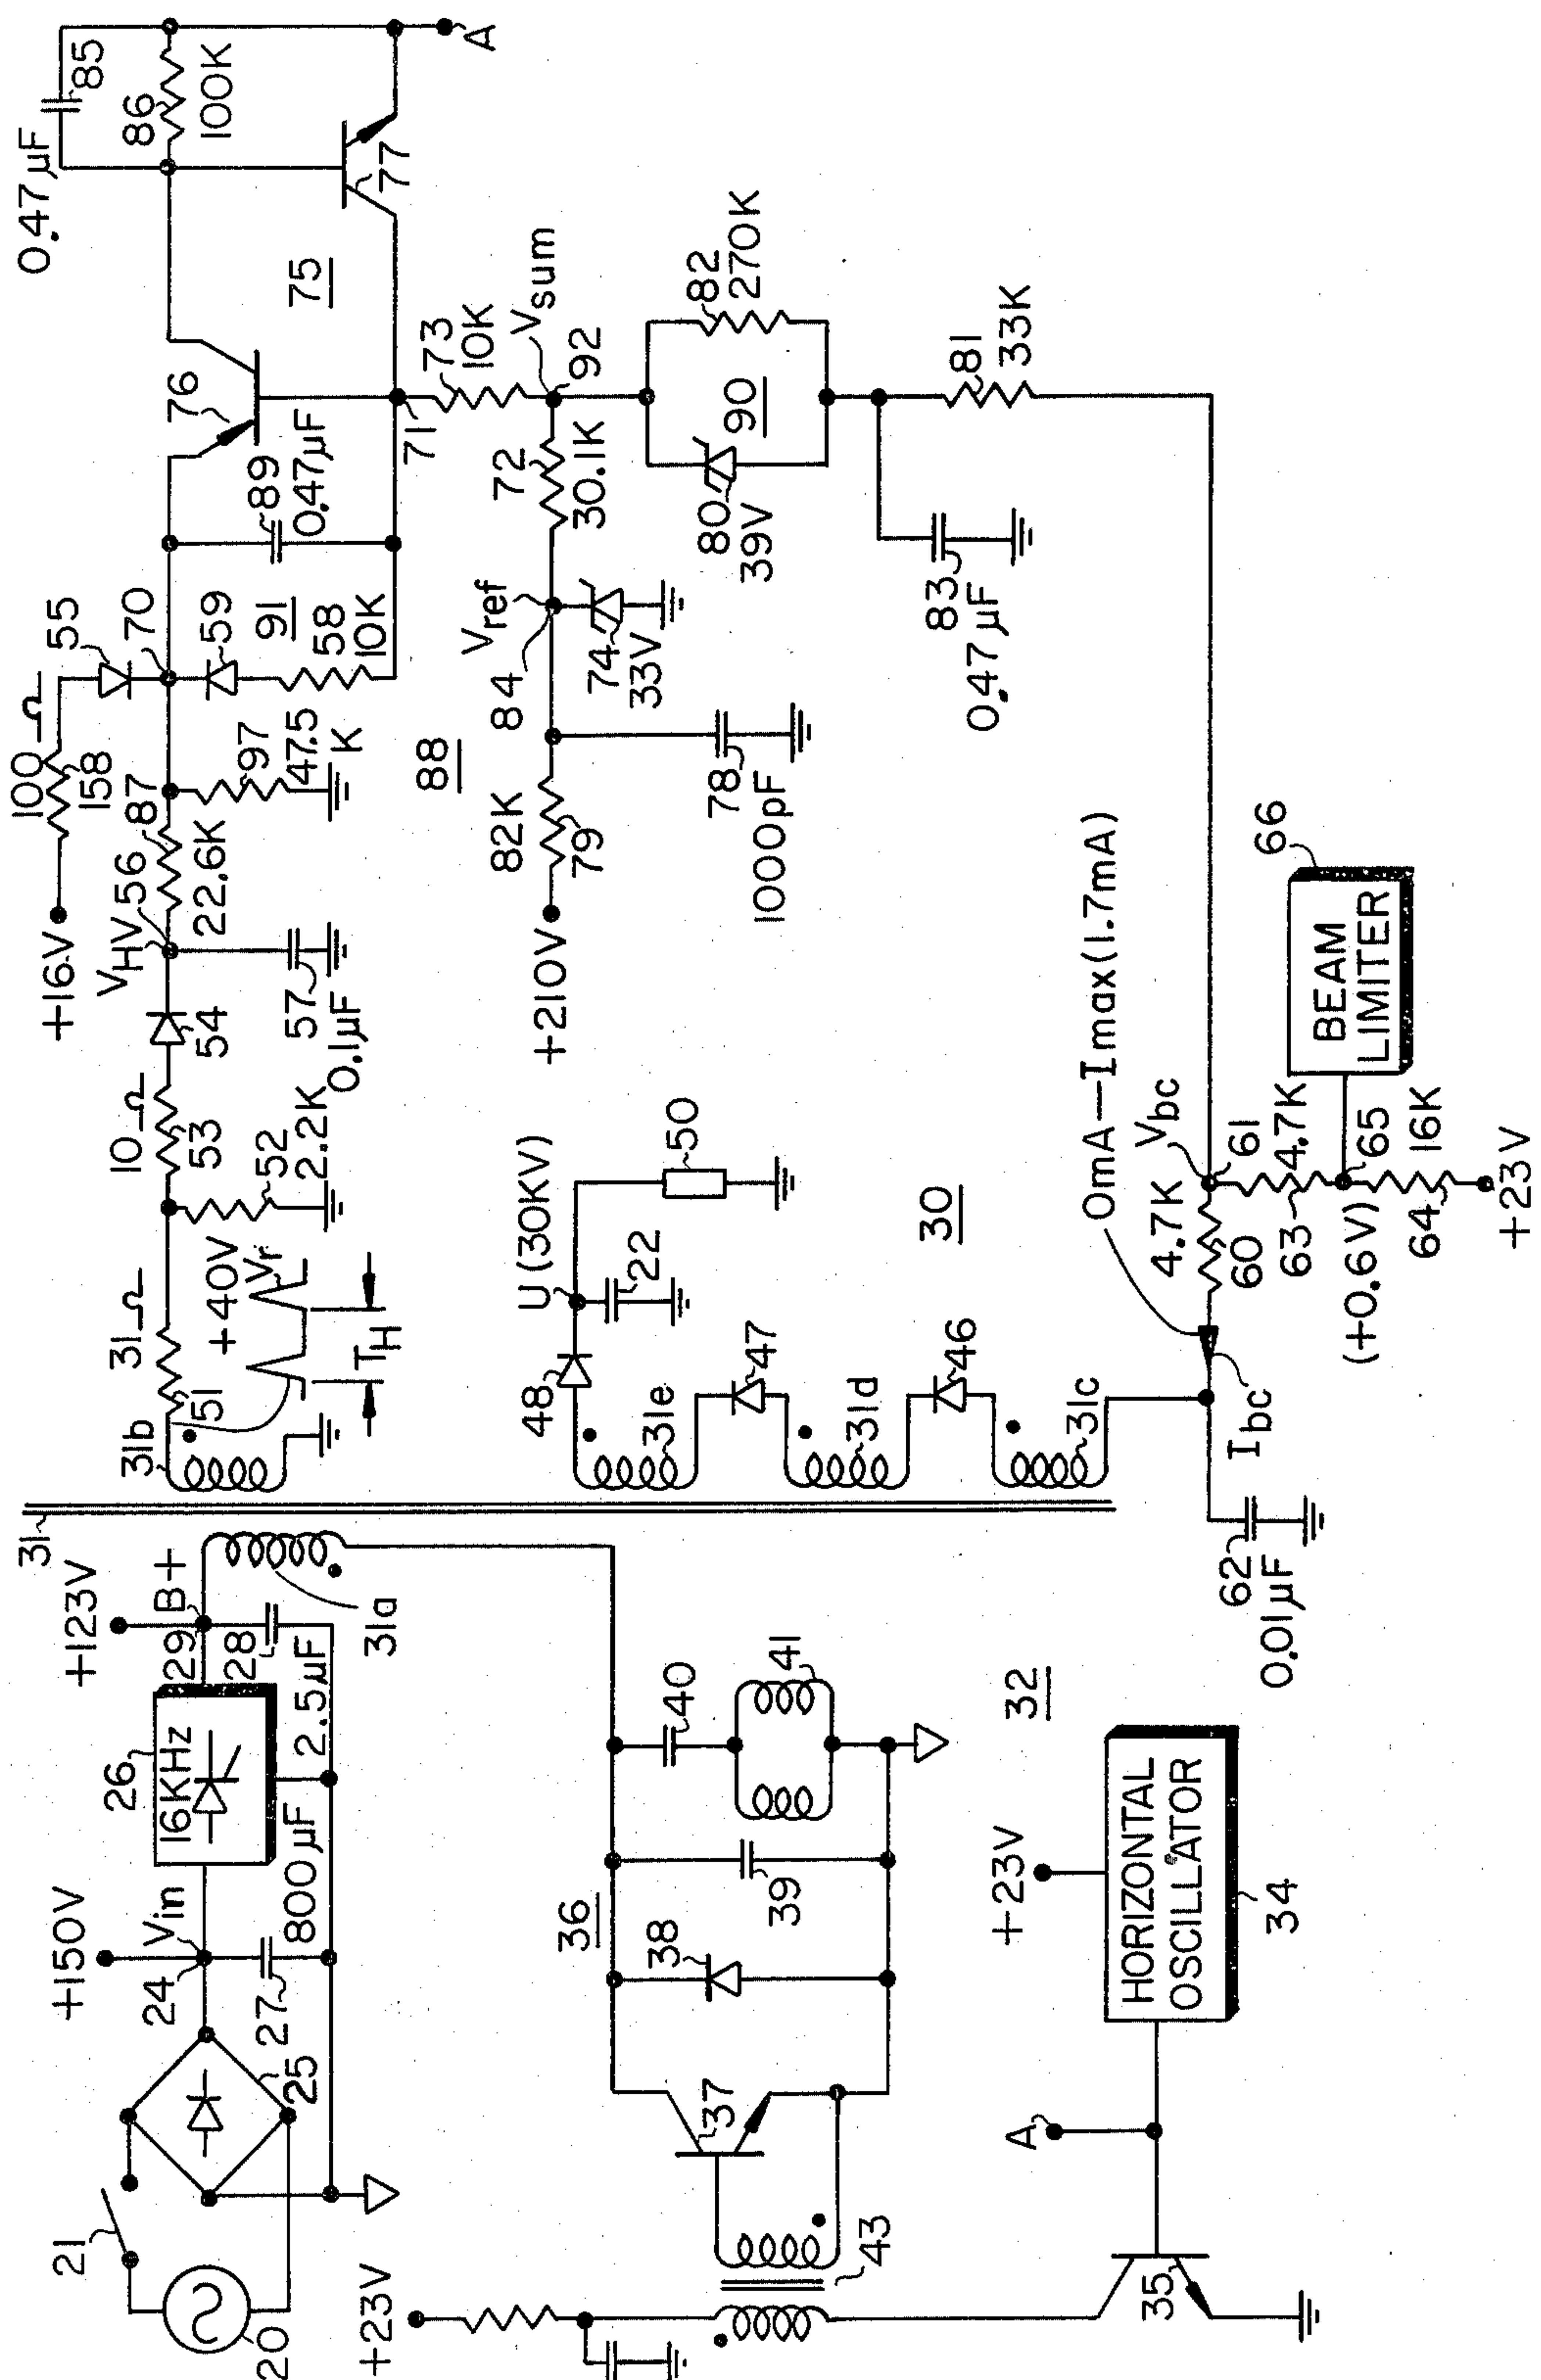 31
+123V
B+
29
28
2.5μF
31a
26
16KHz
+150V
Vin
24
27
800μF
25
21
20
+23V
43
37
36
38
39
40
41
32
+23V
HORIZONTAL
OSCILLATOR
34
A
35
31b
51
31Ω
+40V
Vr
TH
10Ω
53
52
2.2K
54
VHV
56
57
0.1μF
22.6K
87
97
47.5
K
+16V
100Ω
158
55
70
59
91
58
10K
89
0.47μF
76
71
75
77
0.47μF
85
86
100K
A
88
+210V
82K
79
78
1000pF
84
Vref
74
33V
72
30.1K
73
10K
Vsum
92
80
39V
90
82
270K
83
0.47μF
81
33K
48
U(30KV)
22
50
31e
47
31d
46
31c
30
62
0.01μF
Ibc
0mA—Imax(1.7mA)
4.7K
60
Vbc
61
4.7K
63
65
(+0.6V)
16K
64
+23V
BEAM
LIMITER
66